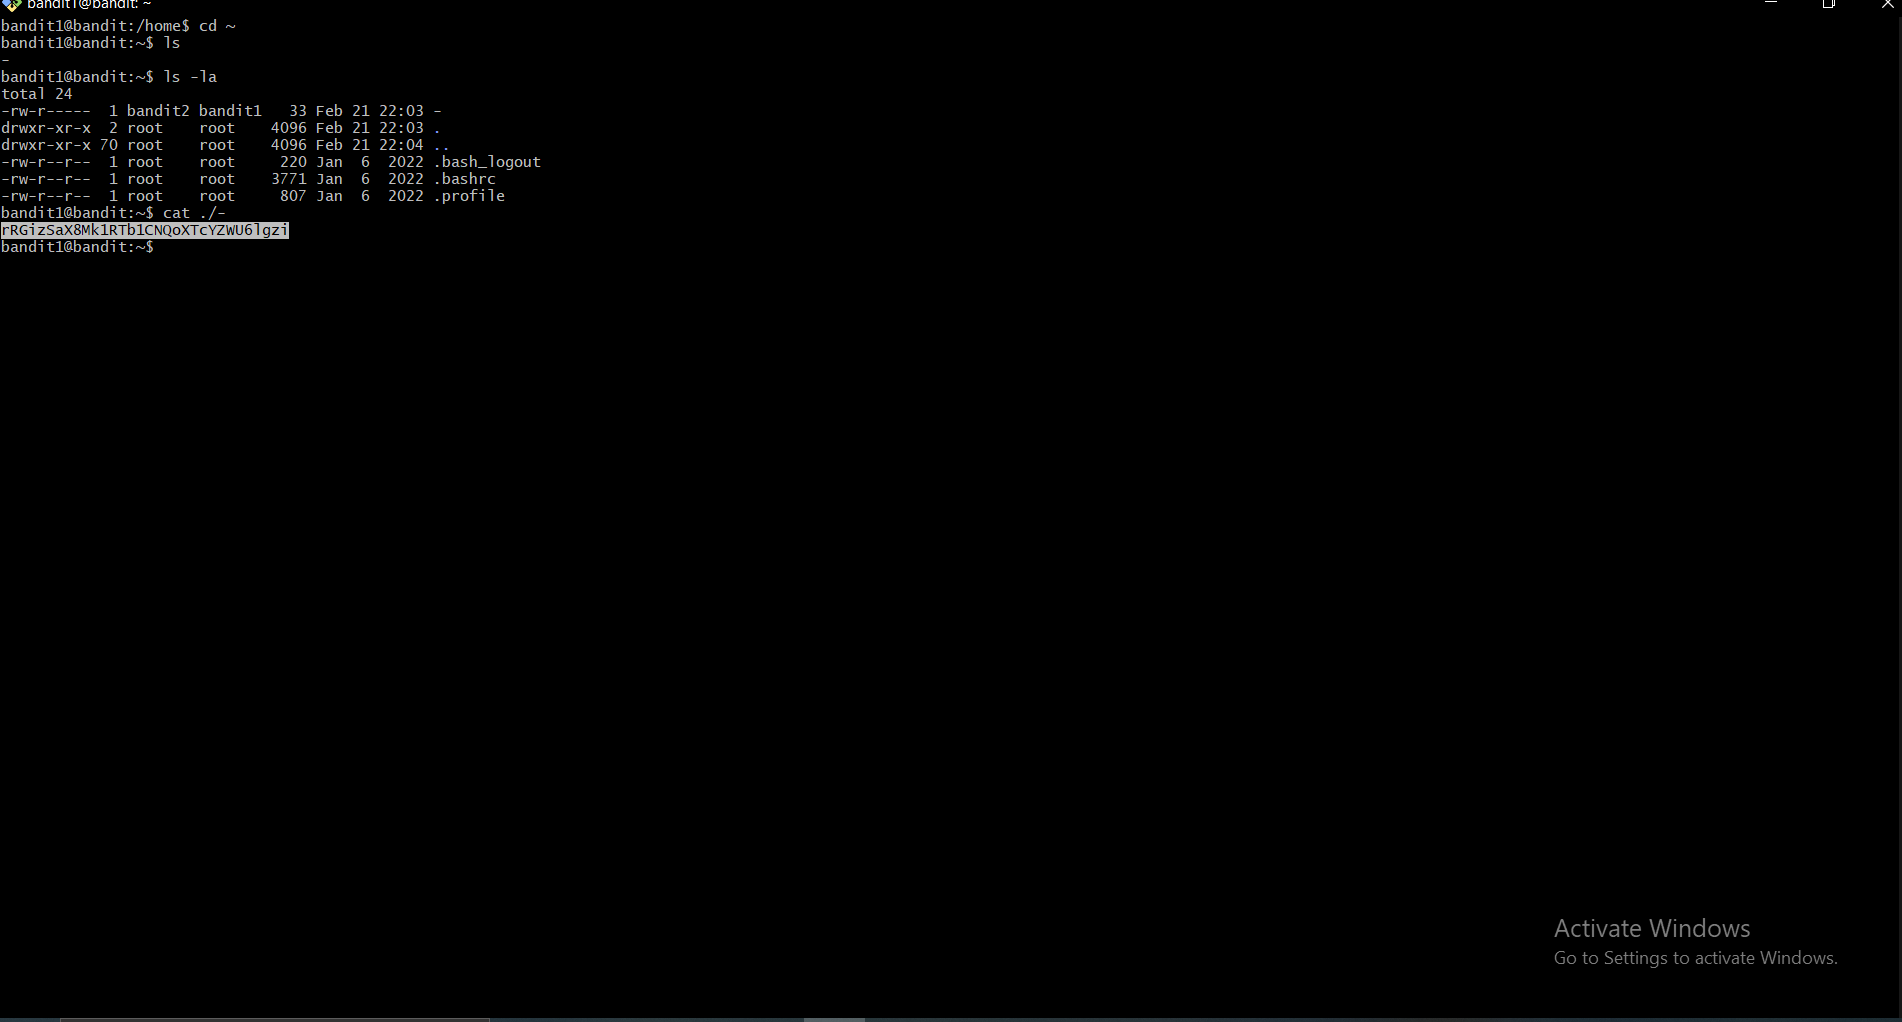 bandit1@bandit: ~
bandit1@bandit:/home$ cd ~
bandit1@bandit:~$ ls
-
bandit1@bandit:~$ ls -la
total 24
-rw-r-----  1 bandit2 bandit1   33 Feb 21 22:03 -
drwxr-xr-x  2 root    root    4096 Feb 21 22:03 .
drwxr-xr-x 70 root    root    4096 Feb 21 22:04 ..
-rw-r--r--  1 root    root     220 Jan  6  2022 .bash_logout
-rw-r--r--  1 root    root    3771 Jan  6  2022 .bashrc
-rw-r--r--  1 root    root     807 Jan  6  2022 .profile
bandit1@bandit:~$ cat ./-
rRGizSaX8Mk1RTb1CNQoXTcYZWU6lgzi
bandit1@bandit:~$
Activate Windows
Go to Settings to activate Windows.